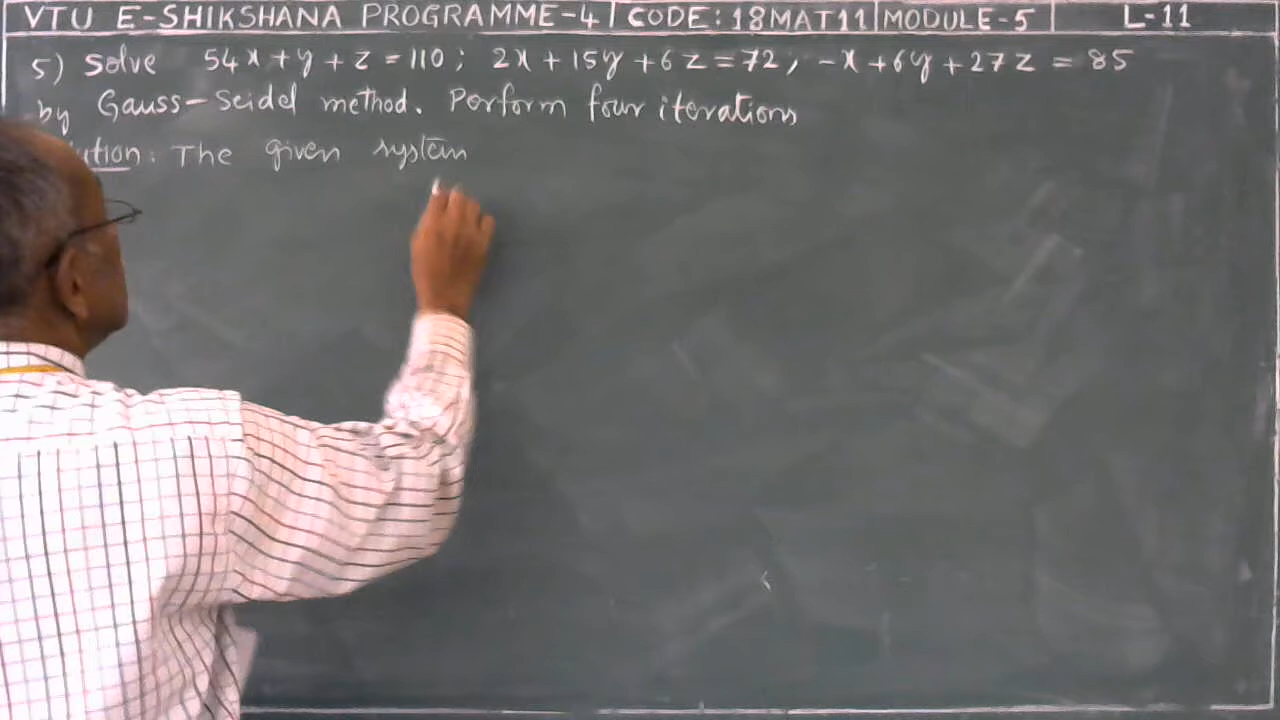 VTU E-SHIKSHANA PROGRAMME-4 | CODE: 18MAT11 | MODULE-5 | L-11
5) Solve 54x + y + z = 110; 2x + 15y + 6z = 72, -x + 6y + 27z = 85
by Gauss-Seidel method. Perform four iterations
ution: The given system